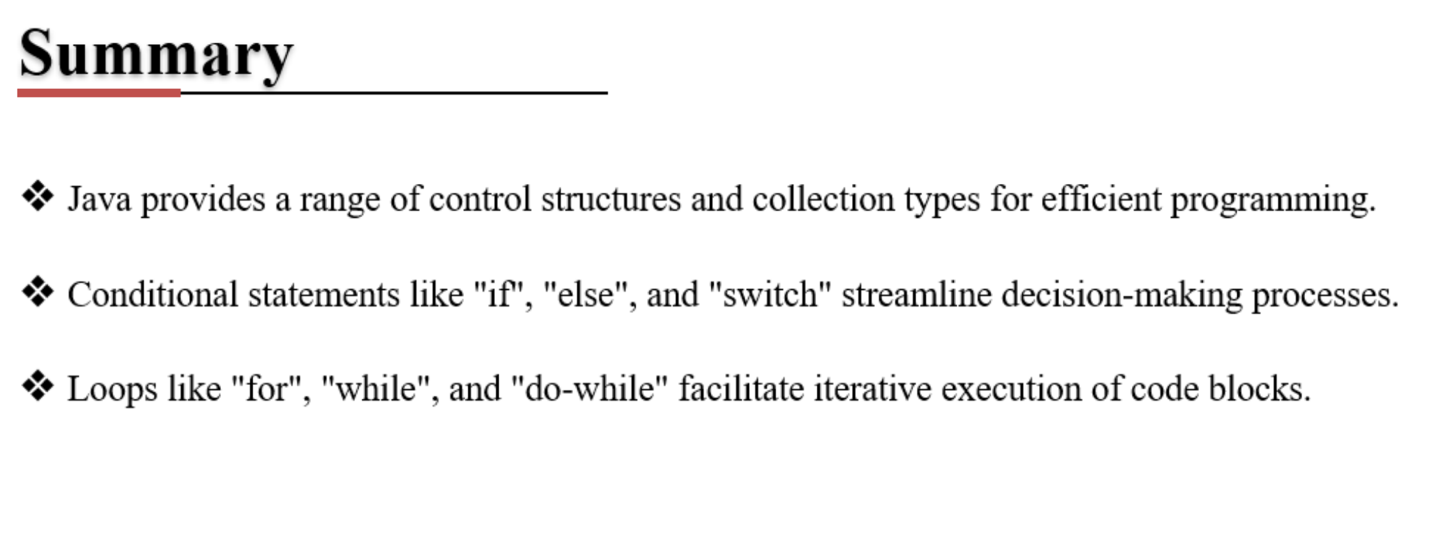 Summary
❖ Java provides a range of control structures and collection types for efficient programming.
❖ Conditional statements like "if", "else", and "switch" streamline decision-making processes.
❖ Loops like "for", "while", and "do-while" facilitate iterative execution of code blocks.